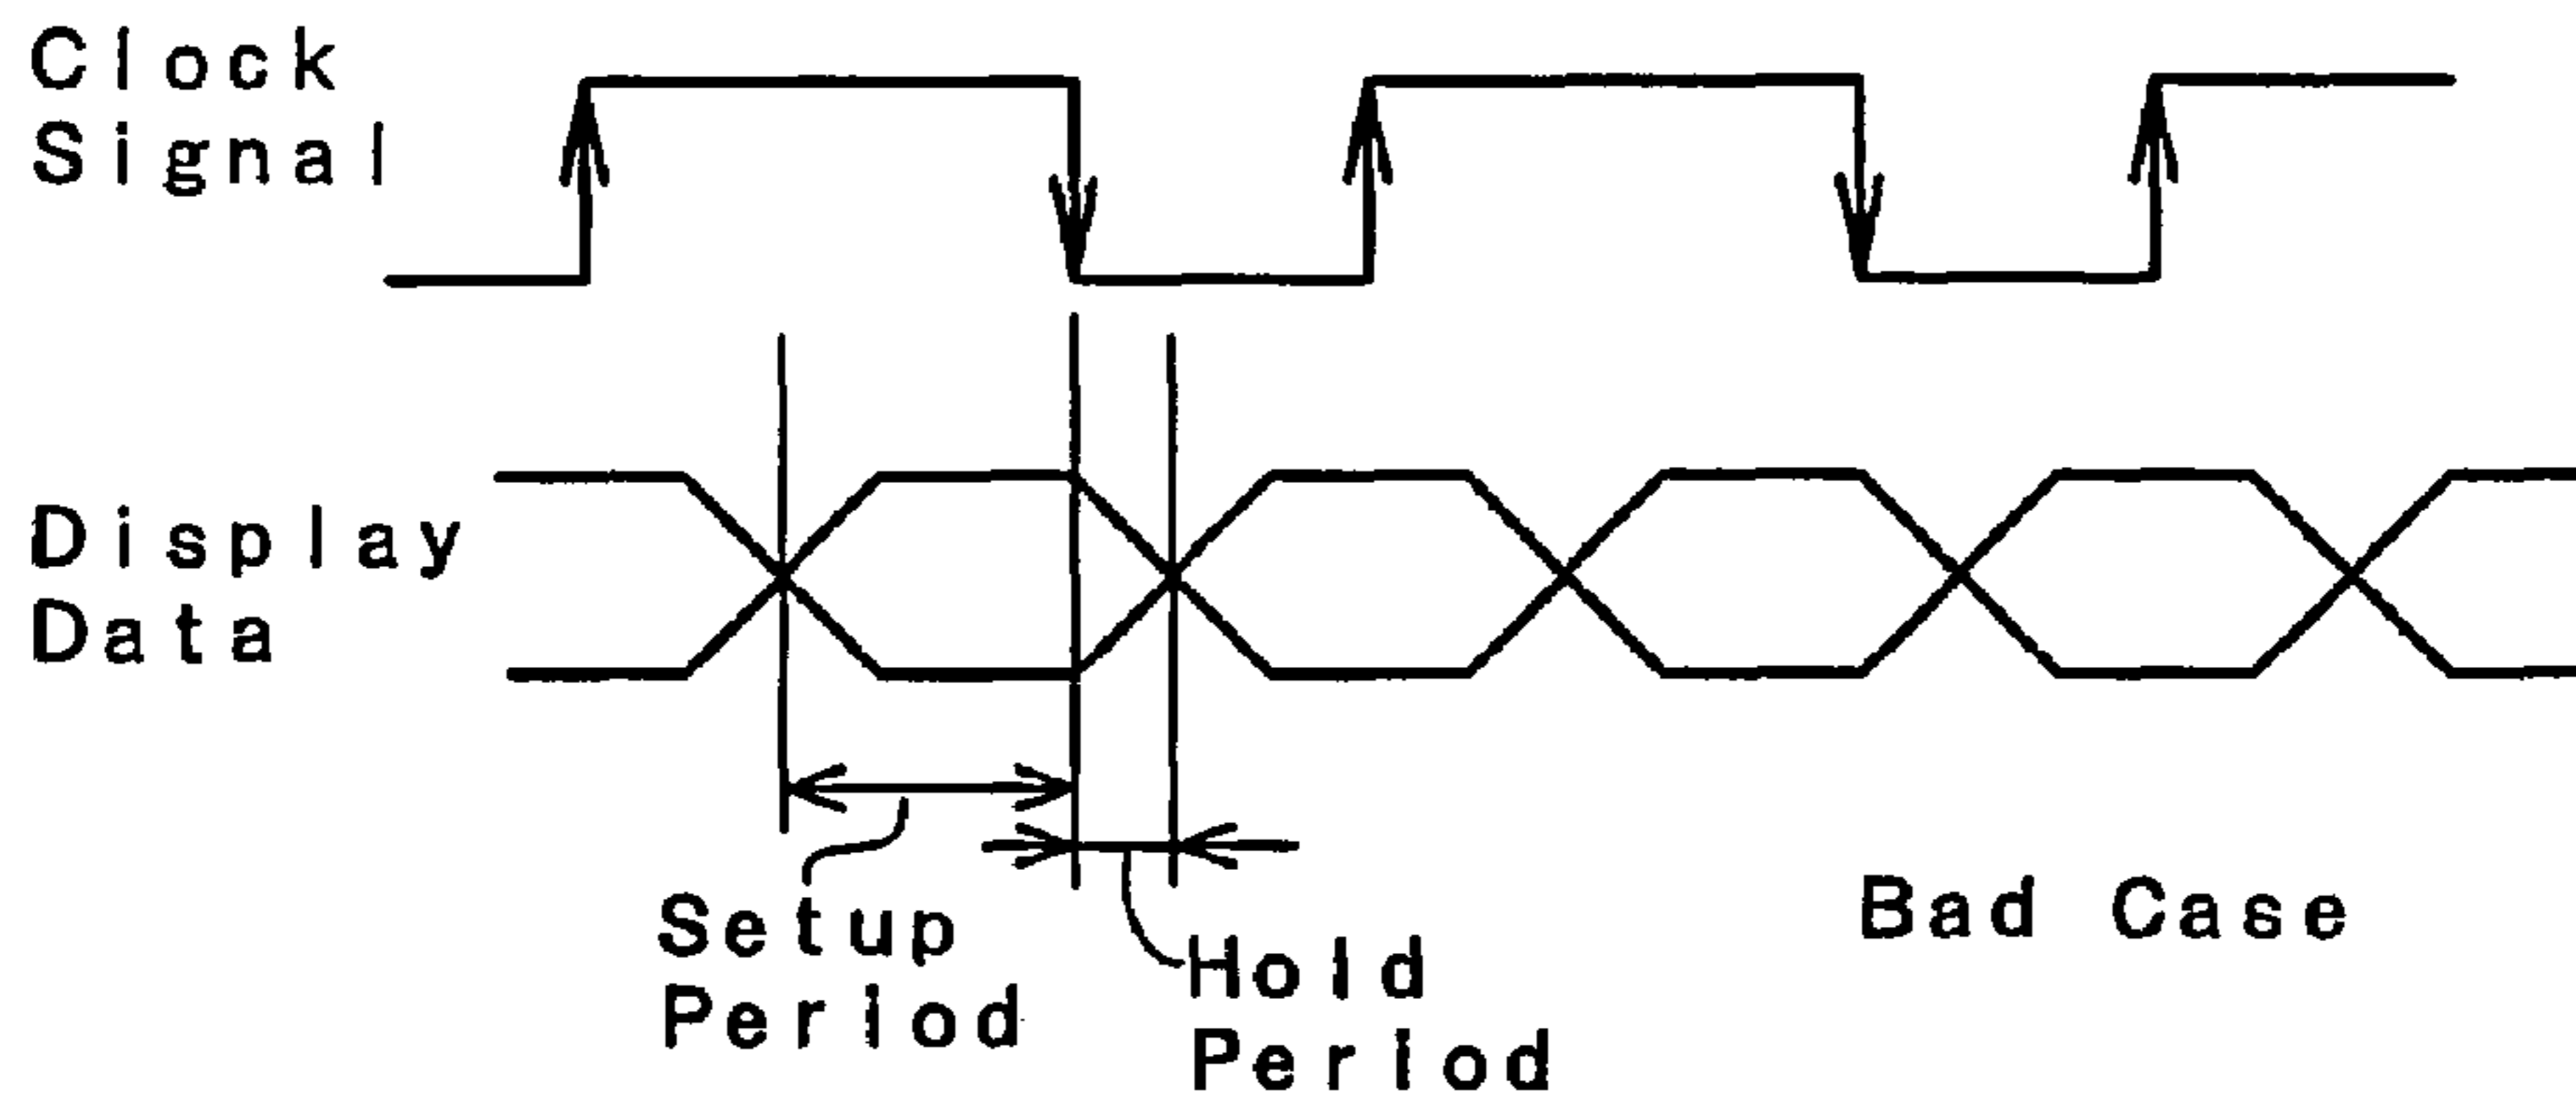 Clock
Signal
Display
Data
Setup
Period
Hold
Period
Bad Case